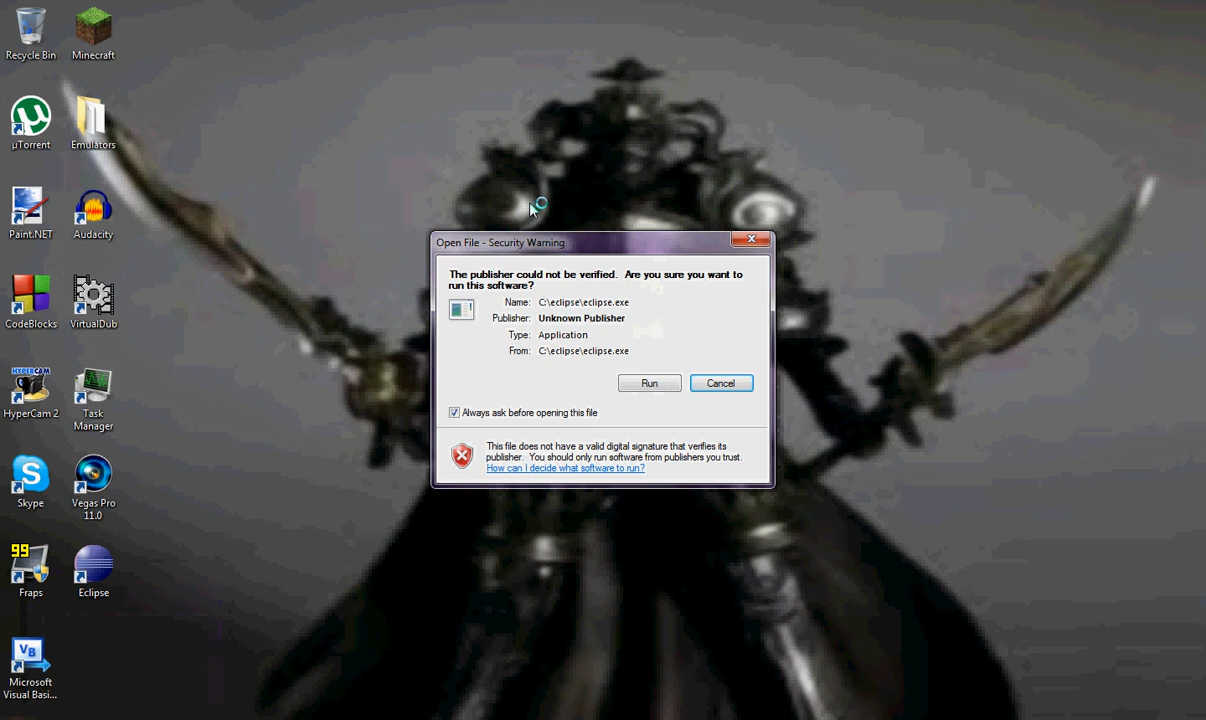 Recycle Bin
Minecraft
µTorrent
Emulators
Paint.NET
Audacity
CodeBlocks
VirtualDub
HYPERCAM
HyperCam 2
Task
Manager
Skype
Vegas Pro
11.0
99
Fraps
Eclipse
VB
Microsoft
Visual Basi...
Open File - Security Warning
The publisher could not be verified.  Are you sure you want to
run this software?
Name: C:\eclipse\eclipse.exe
Publisher: Unknown Publisher
Type: Application
From: C:\eclipse\eclipse.exe
Run
Cancel
Always ask before opening this file
This file does not have a valid digital signature that verifies its
publisher.  You should only run software from publishers you trust.
How can I decide what software to run?